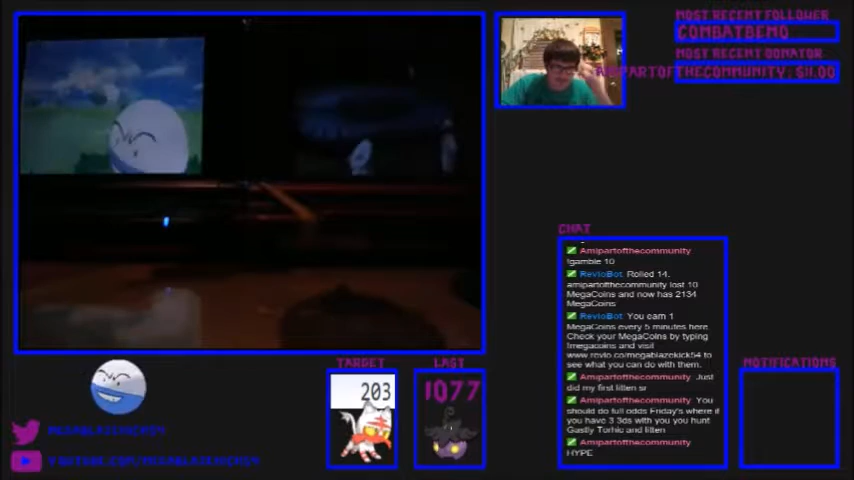 MOST RECENT FOLLOWER
COMBATBEMO
MOST RECENT DONATOR
AMIPARTOFTHECOMMUNITY: $11.00
CHAT
Amipartofthecommunity
!gamble 10
RevloBot: Rolled 14.
amipartofthecommunity lost 10
MegaCoins and now has 2134
MegaCoins
RevloBot: You earn 1
MegaCoins every 5 minutes here.
Check your MegaCoins by typing
!megacoins and visit
www.revlo.co/megablazekick54 to
see what you can do with them.
Amipartofthecommunity: Just
did my first litten sr
Amipartofthecommunity: You
should do full odds Friday's where if
you have 3 3ds with you you hunt
Gastly Torhic and litten
Amipartofthecommunity:
HYPE
NOTIFICATIONS
TARGET
203
LAST
1077